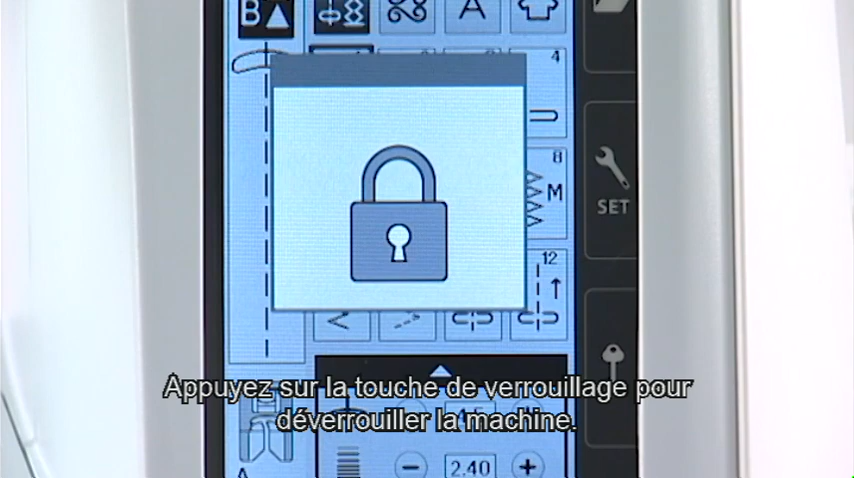 B A
4
8
M
SET
12
Appuyez sur la touche de verrouillage pour
déverrouiller la machine.
2.40
A